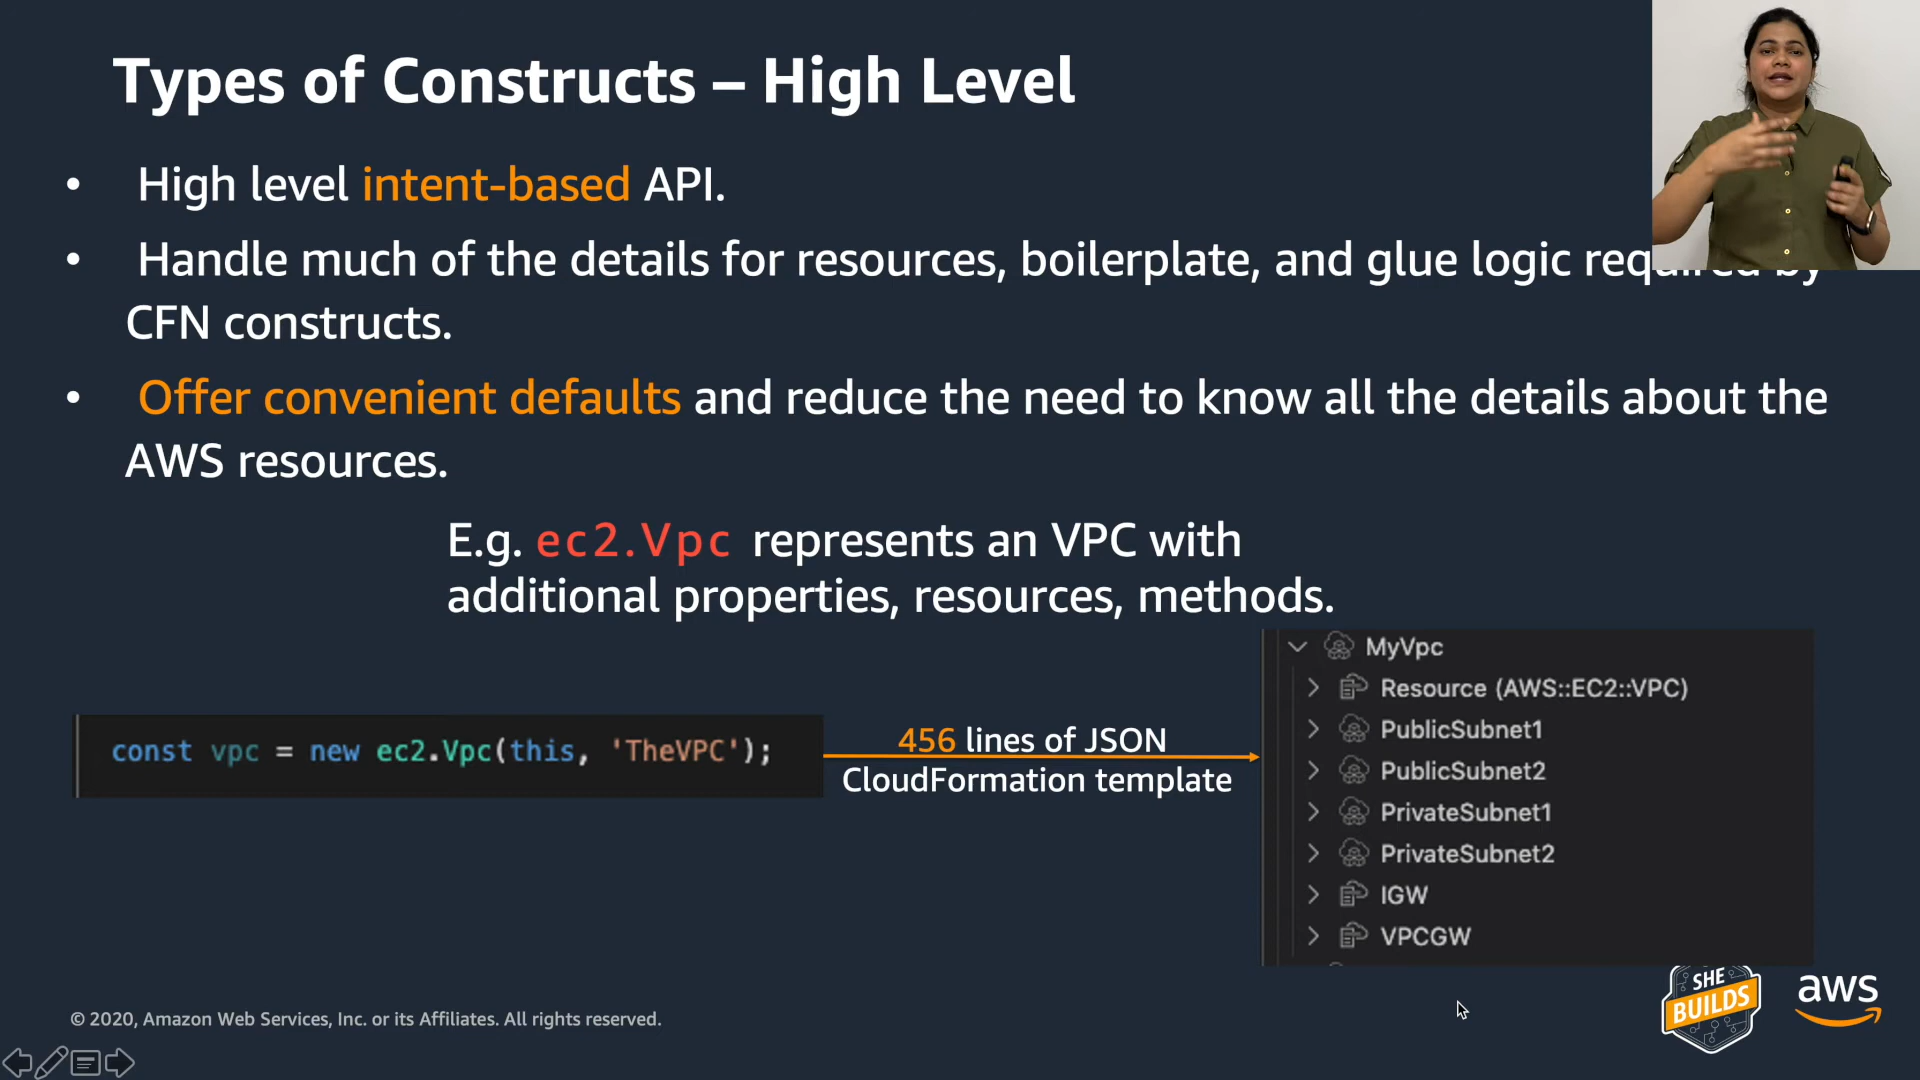 Types of Constructs – High Level
• High level intent-based API.
• Handle much of the details for resources, boilerplate, and glue logic required by
CFN constructs.
• Offer convenient defaults and reduce the need to know all the details about the
AWS resources.
E.g. ec2.Vpc represents an VPC with
additional properties, resources, methods.
const vpc = new ec2.Vpc(this, 'TheVPC');
456 lines of JSON
CloudFormation template
MyVpc
Resource (AWS::EC2::VPC)
PublicSubnet1
PublicSubnet2
PrivateSubnet1
PrivateSubnet2
IGW
VPCGW
© 2020, Amazon Web Services, Inc. or its Affiliates. All rights reserved.
SHE
BUILDS
aws